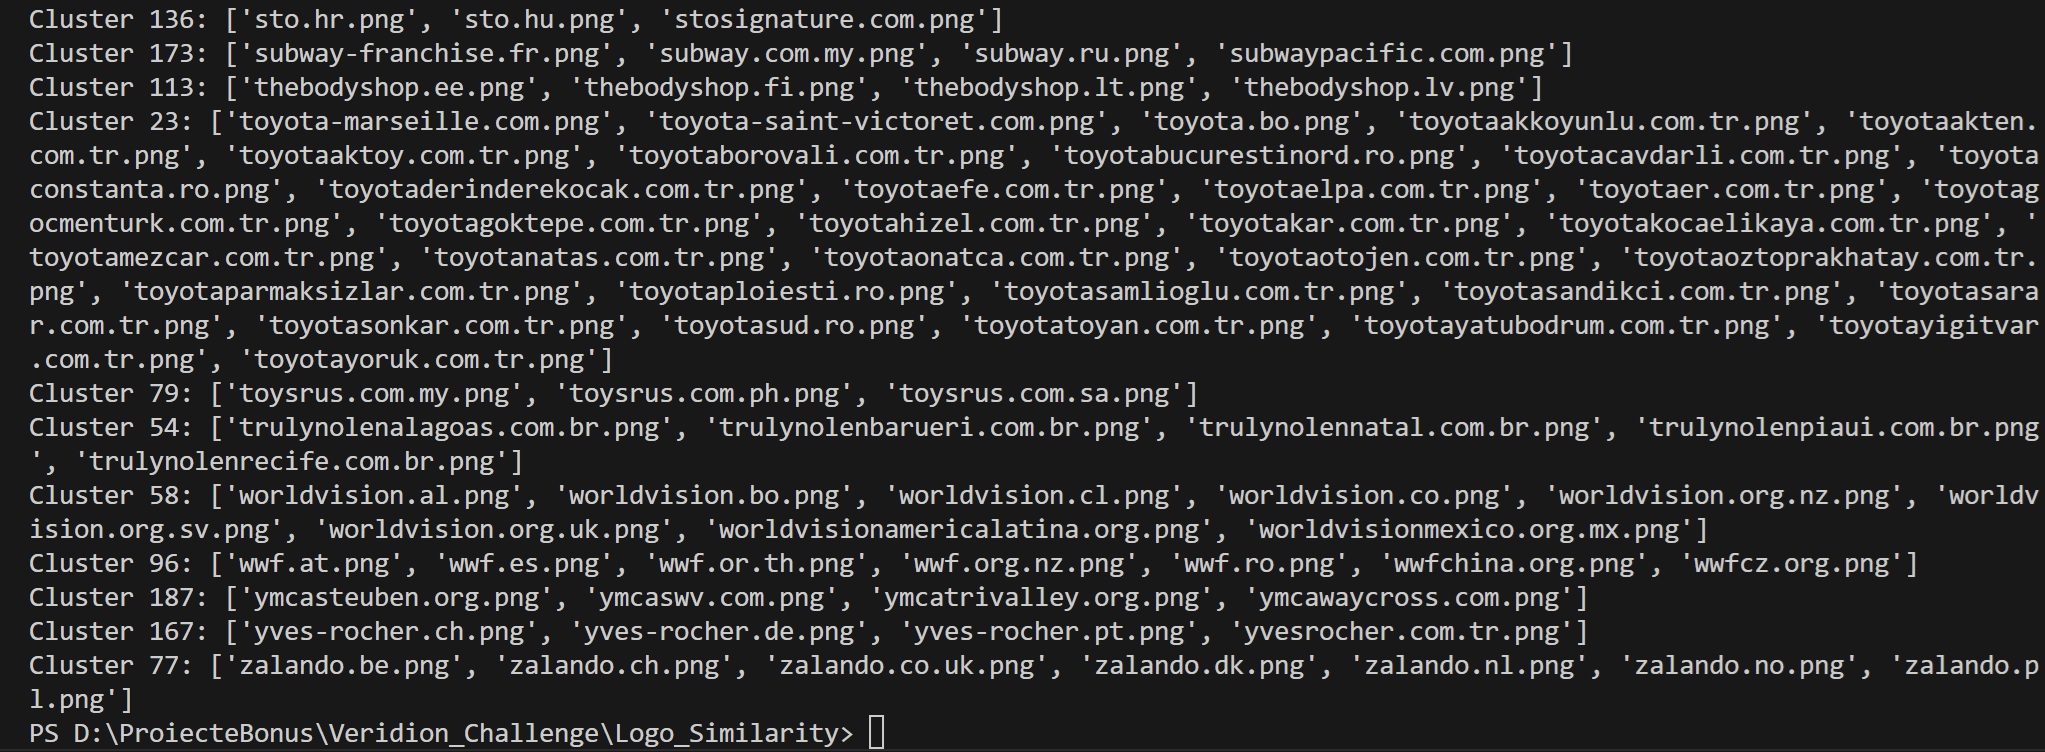 Cluster 136: ['sto.hr.png', 'sto.hu.png', 'stosignature.com.png']
Cluster 173: ['subway-franchise.fr.png', 'subway.com.my.png', 'subway.ru.png', 'subwaypacific.com.png']
Cluster 113: ['thebodyshop.ee.png', 'thebodyshop.fi.png', 'thebodyshop.lt.png', 'thebodyshop.lv.png']
Cluster 23: ['toyota-marseille.com.png', 'toyota-saint-victoret.com.png', 'toyota.bo.png', 'toyotaakkoyunlu.com.tr.png', 'toyotaakten.
com.tr.png', 'toyotaaktoy.com.tr.png', 'toyotaborovali.com.tr.png', 'toyotabucurestinord.ro.png', 'toyotacavdarli.com.tr.png', 'toyota
constanta.ro.png', 'toyotaderinderekocak.com.tr.png', 'toyotaefe.com.tr.png', 'toyotaelpa.com.tr.png', 'toyotaer.com.tr.png', 'toyotag
ocmenturk.com.tr.png', 'toyotagoktepe.com.tr.png', 'toyotahizel.com.tr.png', 'toyotakar.com.tr.png', 'toyotakocaelikaya.com.tr.png', '
toyotamezcar.com.tr.png', 'toyotanatas.com.tr.png', 'toyotaonatca.com.tr.png', 'toyotaotojen.com.tr.png', 'toyotaoztoprakhatay.com.tr.
png', 'toyotaparmaksizlar.com.tr.png', 'toyotaploiesti.ro.png', 'toyotasamlioglu.com.tr.png', 'toyotasandikci.com.tr.png', 'toyotasara
r.com.tr.png', 'toyotasonkar.com.tr.png', 'toyotasud.ro.png', 'toyotatoyan.com.tr.png', 'toyotayatubodrum.com.tr.png', 'toyotayigitvar
.com.tr.png', 'toyotayoruk.com.tr.png']
Cluster 79: ['toysrus.com.my.png', 'toysrus.com.ph.png', 'toysrus.com.sa.png']
Cluster 54: ['trulynolenalagoas.com.br.png', 'trulynolenbarueri.com.br.png', 'trulynolennatal.com.br.png', 'trulynolenpiaui.com.br.png
', 'trulynolenrecife.com.br.png']
Cluster 58: ['worldvision.al.png', 'worldvision.bo.png', 'worldvision.cl.png', 'worldvision.co.png', 'worldvision.org.nz.png', 'worldv
ision.org.sv.png', 'worldvision.org.uk.png', 'worldvisionamericalatina.org.png', 'worldvisionmexico.org.mx.png']
Cluster 96: ['wwf.at.png', 'wwf.es.png', 'wwf.or.th.png', 'wwf.org.nz.png', 'wwf.ro.png', 'wwfchina.org.png', 'wwfcz.org.png']
Cluster 187: ['ymcasteuben.org.png', 'ymcaswv.com.png', 'ymcatrivalley.org.png', 'ymcawaycross.com.png']
Cluster 167: ['yves-rocher.ch.png', 'yves-rocher.de.png', 'yves-rocher.pt.png', 'yvesrocher.com.tr.png']
Cluster 77: ['zalando.be.png', 'zalando.ch.png', 'zalando.co.uk.png', 'zalando.dk.png', 'zalando.nl.png', 'zalando.no.png', 'zalando.p
l.png']
PS D:\ProiecteBonus\Veridion_Challenge\Logo_Similarity>